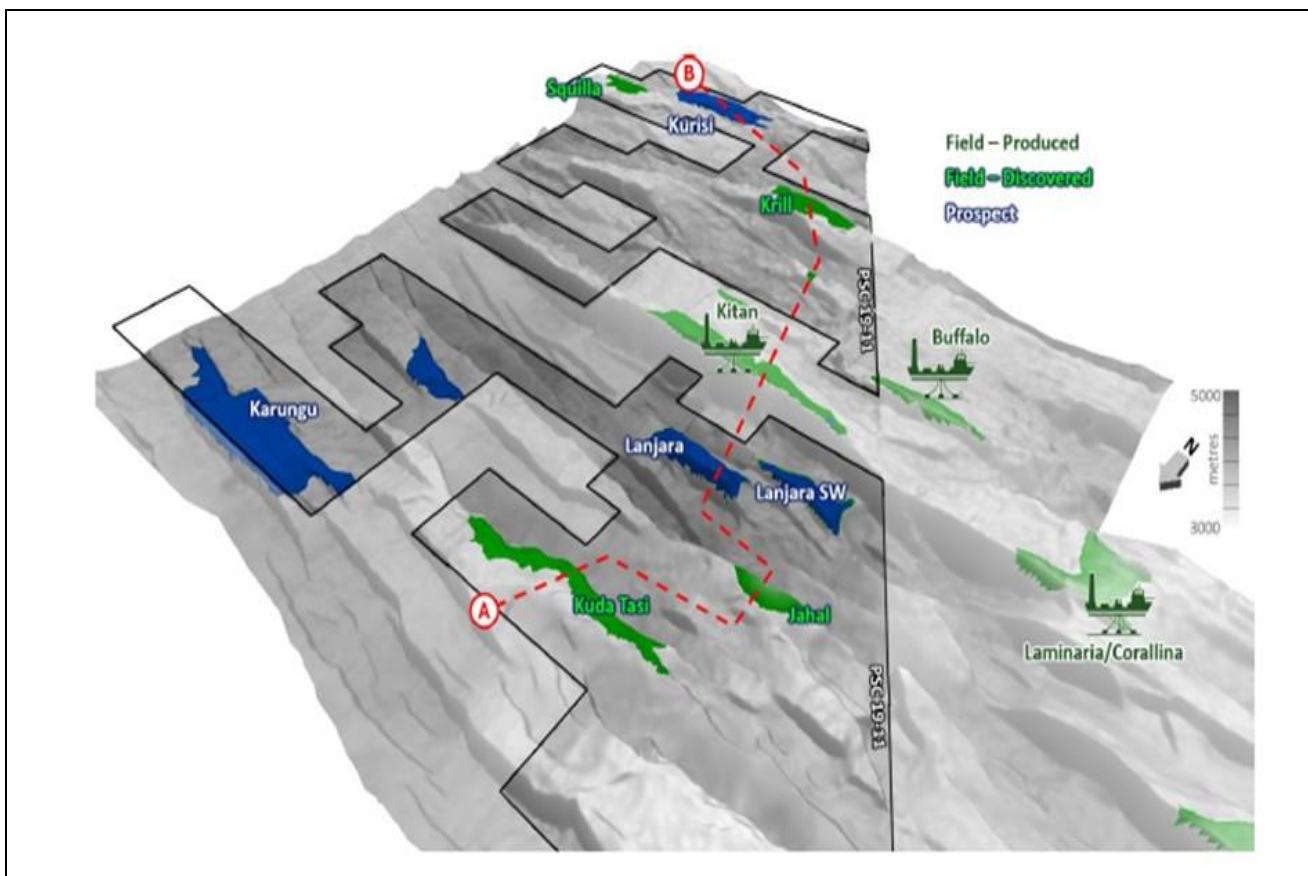 B
Squilla
Kurisi
Field – Produced
Field – Discovered
Prospect
Krill
PSC 19-11
Kitan
Buffalo
Karungu
Lanjara
Lanjara SW
5000
N
metres
3000
A
Kuda Tasi
Jahal
Laminaria/Corallina
PSC 19-11